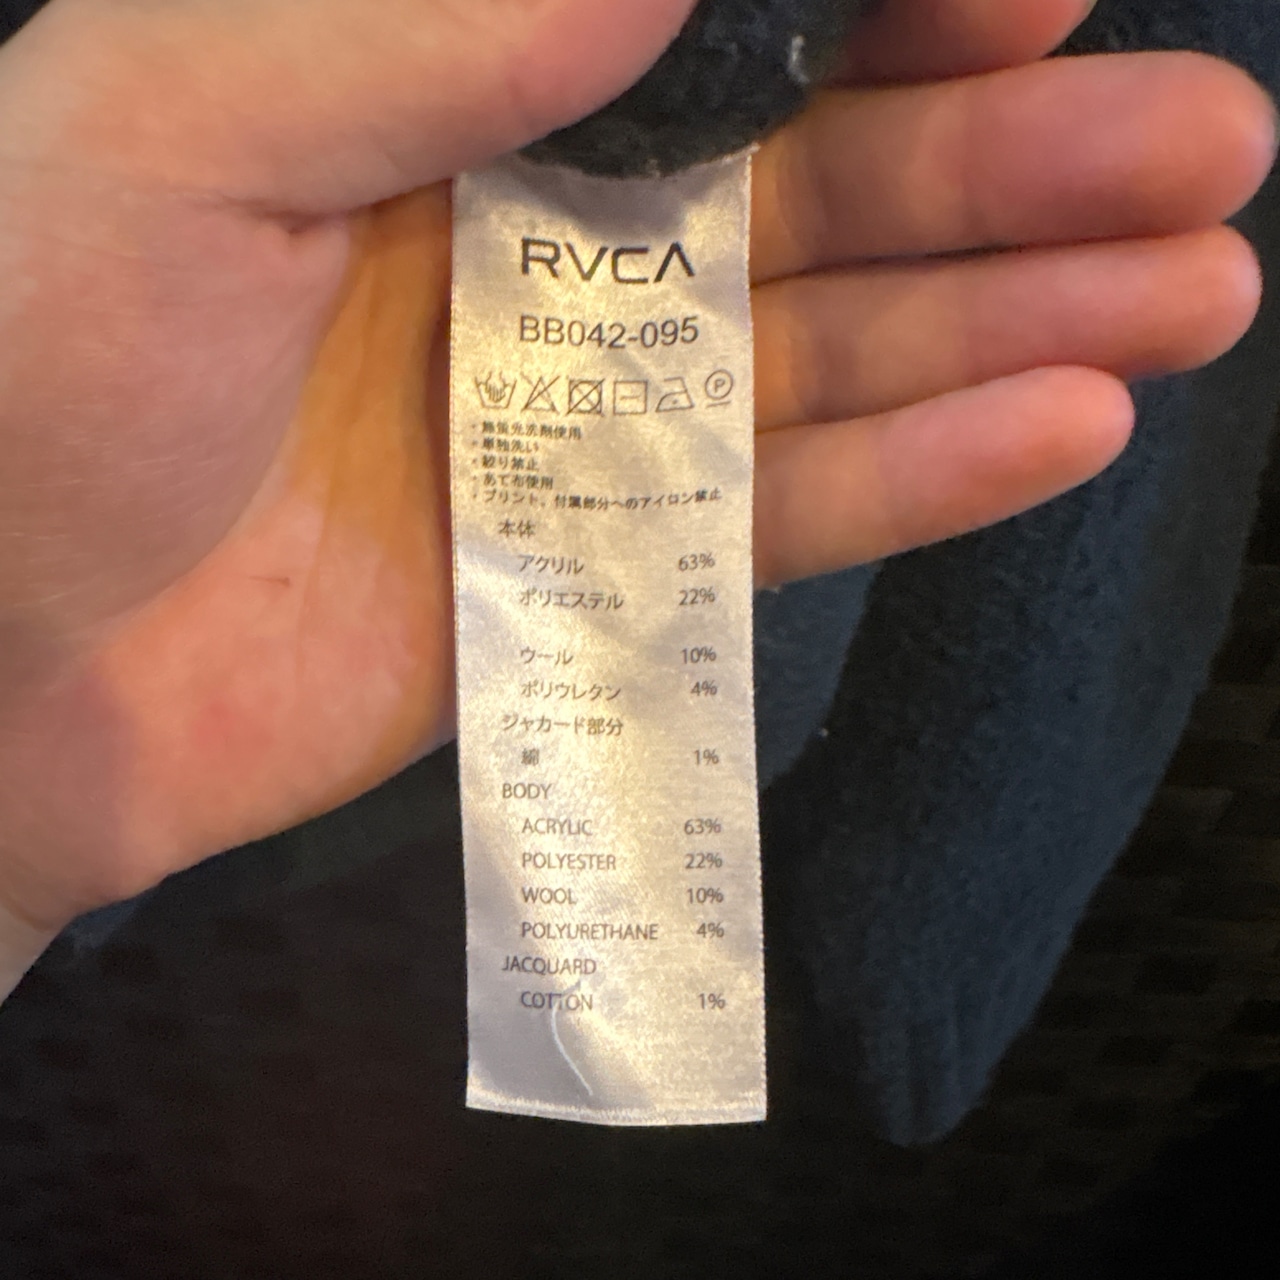 RVCA
BB042-095
P
・無蛍光洗剤使用
・単独洗い
・絞り禁止
・あて布使用
・プリント、付属部分へのアイロン禁止
本体
アクリル 63%
ポリエステル 22%
ウール 10%
ポリウレタン 4%
ジャカード部分
綿 1%
BODY
ACRYLIC 63%
POLYESTER 22%
WOOL 10%
POLYURETHANE 4%
JACQUARD
COTTON 1%